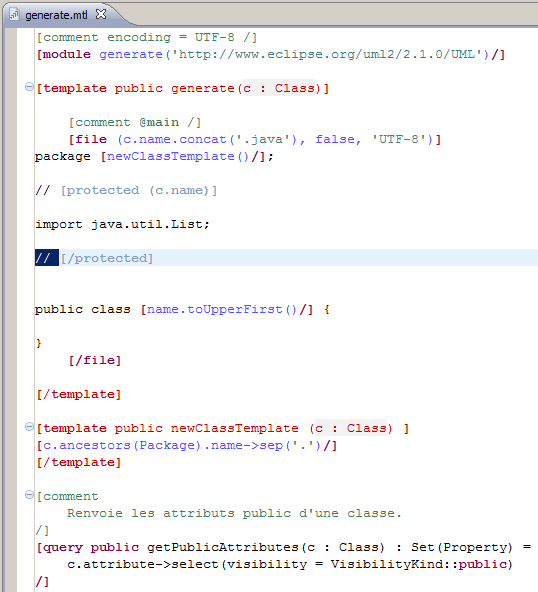 generate.mtl
[comment encoding = UTF-8 /]
[module generate('http://www.eclipse.org/uml2/2.1.0/UML')/]
[template public generate(c : Class)]
[comment @main /]
[file (c.name.concat('.java'), false, 'UTF-8')]
package [newClassTemplate()/];
// [protected (c.name)]
import java.util.List;
// [/protected]
public class [name.toUpperFirst()/] {
}
[/file]
[/template]
[template public newClassTemplate (c : Class) ]
[c.ancestors(Package).name->sep('.')/]
[/template]
[comment
Renvoie les attributs public d'une classe.
/]
[query public getPublicAttributes(c : Class) : Set(Property) =
c.attribute->select(visibility = VisibilityKind::public)
/]